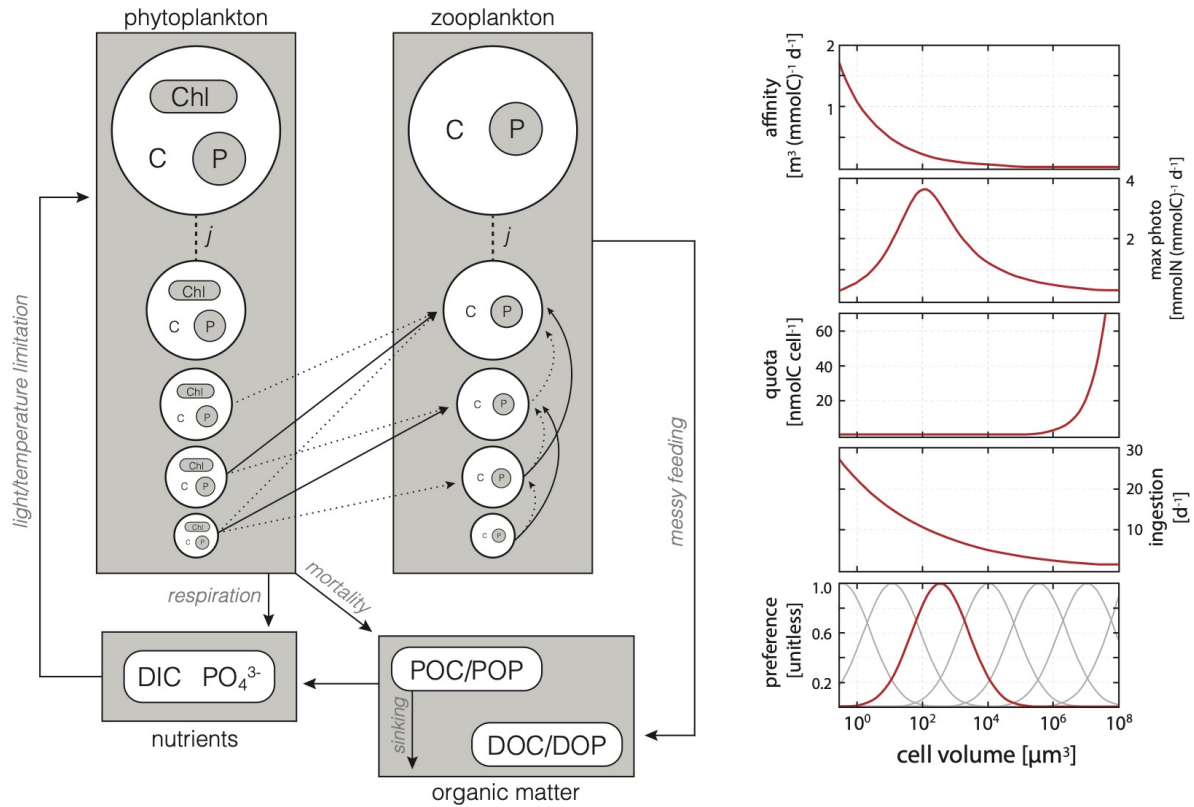 phytoplankton
zooplankton
Chl
C
P
C
P
j
j
Chl
C
P
C
P
Chl
C
P
C
P
Chl
C
P
C
P
Chl
C
P
C
P
light/temperature limitation
messy feeding
respiration
mortality
DIC PO₄³⁻
nutrients
POC/POP
sinking
DOC/DOP
organic matter
affinity
[m³ (mmolC)⁻¹ d⁻¹]
2
1
max photo
[mmolN (mmolC)⁻¹ d⁻¹]
4
2
quota
[nmolC cell⁻¹]
60
40
20
ingestion
[d⁻¹]
30
20
10
preference
[unitless]
1.0
0.6
0.2
10⁰ 10² 10⁴ 10⁶ 10⁸
cell volume [µm³]